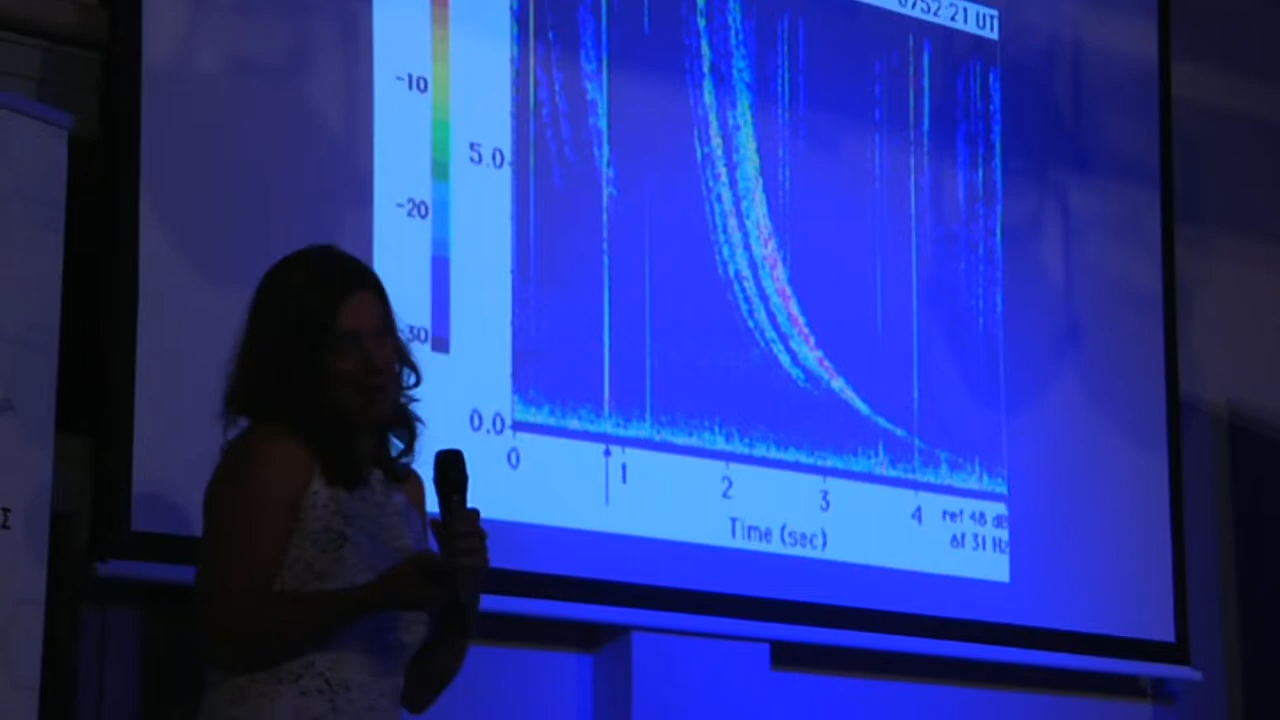 0752:21 UT
-10
5.0
-20
-30
0.0
0
1
2
3
4
Time (sec)
ref 48 dB
Δf 31 Hz
Σ